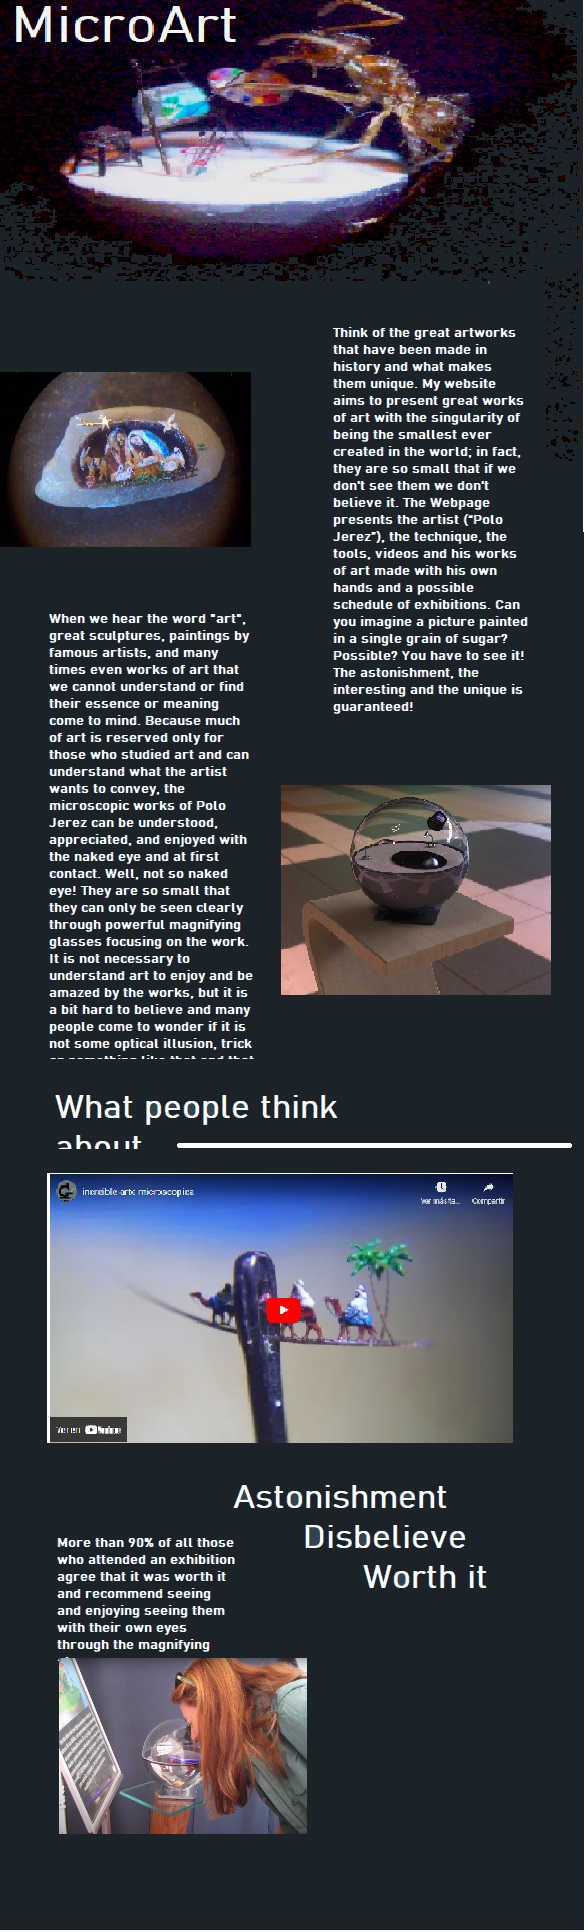 MicroArt
Think of the great artworks
that have been made in
history and what makes
them unique. My website
aims to present great works
of art with the singularity of
being the smallest ever
created in the world; in fact,
they are so small that if we
don't see them we don't
believe it. The Webpage
presents the artist ("Polo
Jerez"), the technique, the
tools, videos and his works
of art made with his own
hands and a possible
schedule of exhibitions. Can
you imagine a picture painted
in a single grain of sugar?
Possible? You have to see it!
The astonishment, the
interesting and the unique is
guaranteed!
When we hear the word "art",
great sculptures, paintings by
famous artists, and many
times even works of art that
we cannot understand or find
their essence or meaning
come to mind. Because much
of art is reserved only for
those who studied art and can
understand what the artist
wants to convey, the
microscopic works of Polo
Jerez can be understood,
appreciated, and enjoyed with
the naked eye and at first
contact. Well, not so naked
eye! They are so small that
they can only be seen clearly
through powerful magnifying
glasses focusing on the work.
It is not necessary to
understand art to enjoy and be
amazed by the works, but it is
a bit hard to believe and many
people come to wonder if it is
not some optical illusion, trick
or something like that and that
What people think
about
increible arte microscopica
Ver más ta...
Compartir
Ver en YouTube
Astonishment
Disbelieve
Worth it
More than 90% of all those
who attended an exhibition
agree that it was worth it
and recommend seeing
and enjoying seeing them
with their own eyes
through the magnifying